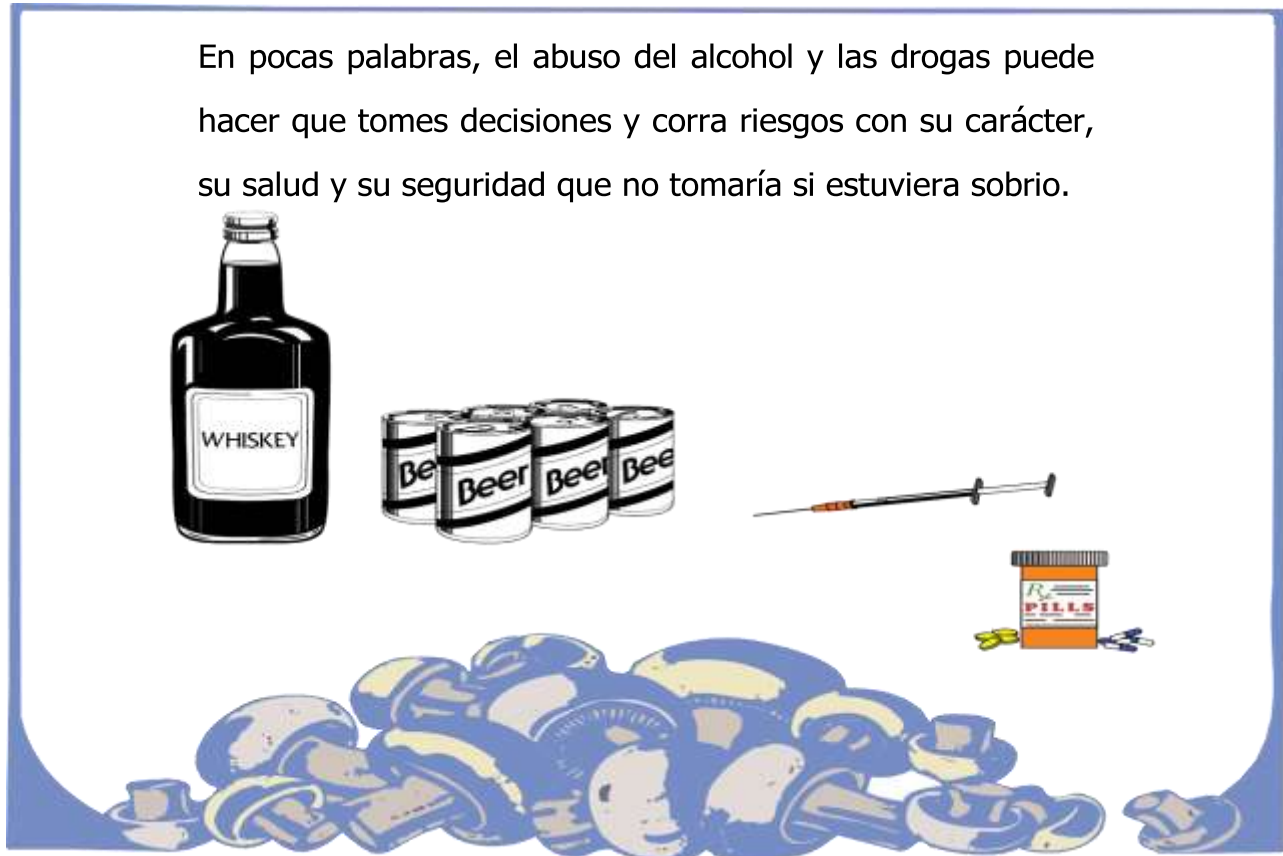 En pocas palabras, el abuso del alcohol y las drogas puede
hacer que tomes decisiones y corra riesgos con su carácter,
su salud y su seguridad que no tomaría si estuviera sobrio.
WHISKEY
Be Beer Beer Bee
Rx
PILLS